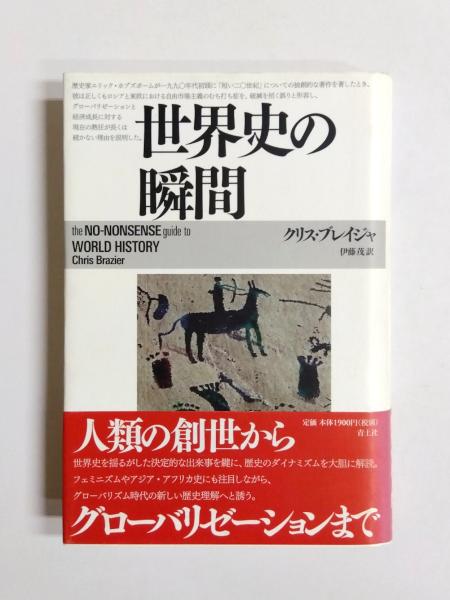 歴史家エリック・ホブズボームが一九九〇年代初頭に「短い二〇世紀」についての独創的な著作を著したとき、
彼は正しくもロシアと東欧における自由市場主義のむち打ち症を、破滅を招く誤りと形容し、
グローバリゼーションと
経済成長に対する
現在の熱狂が長くは
続かない理由を説明した。
世界史の
瞬間
the NO-NONSENSE guide to
WORLD HISTORY
Chris Brazier
クリス・ブレイジャ
伊藤茂 訳
人類の創世から
定価 本体1900円(税別)
青土社
世界史を揺るがした決定的な出来事を鍵に、歴史のダイナミズムを大胆に解説。
フェミニズムやアジア・アフリカ史にも注目しながら、
グローバリズム時代の新しい歴史理解へと誘う。
グローバリゼーションまで